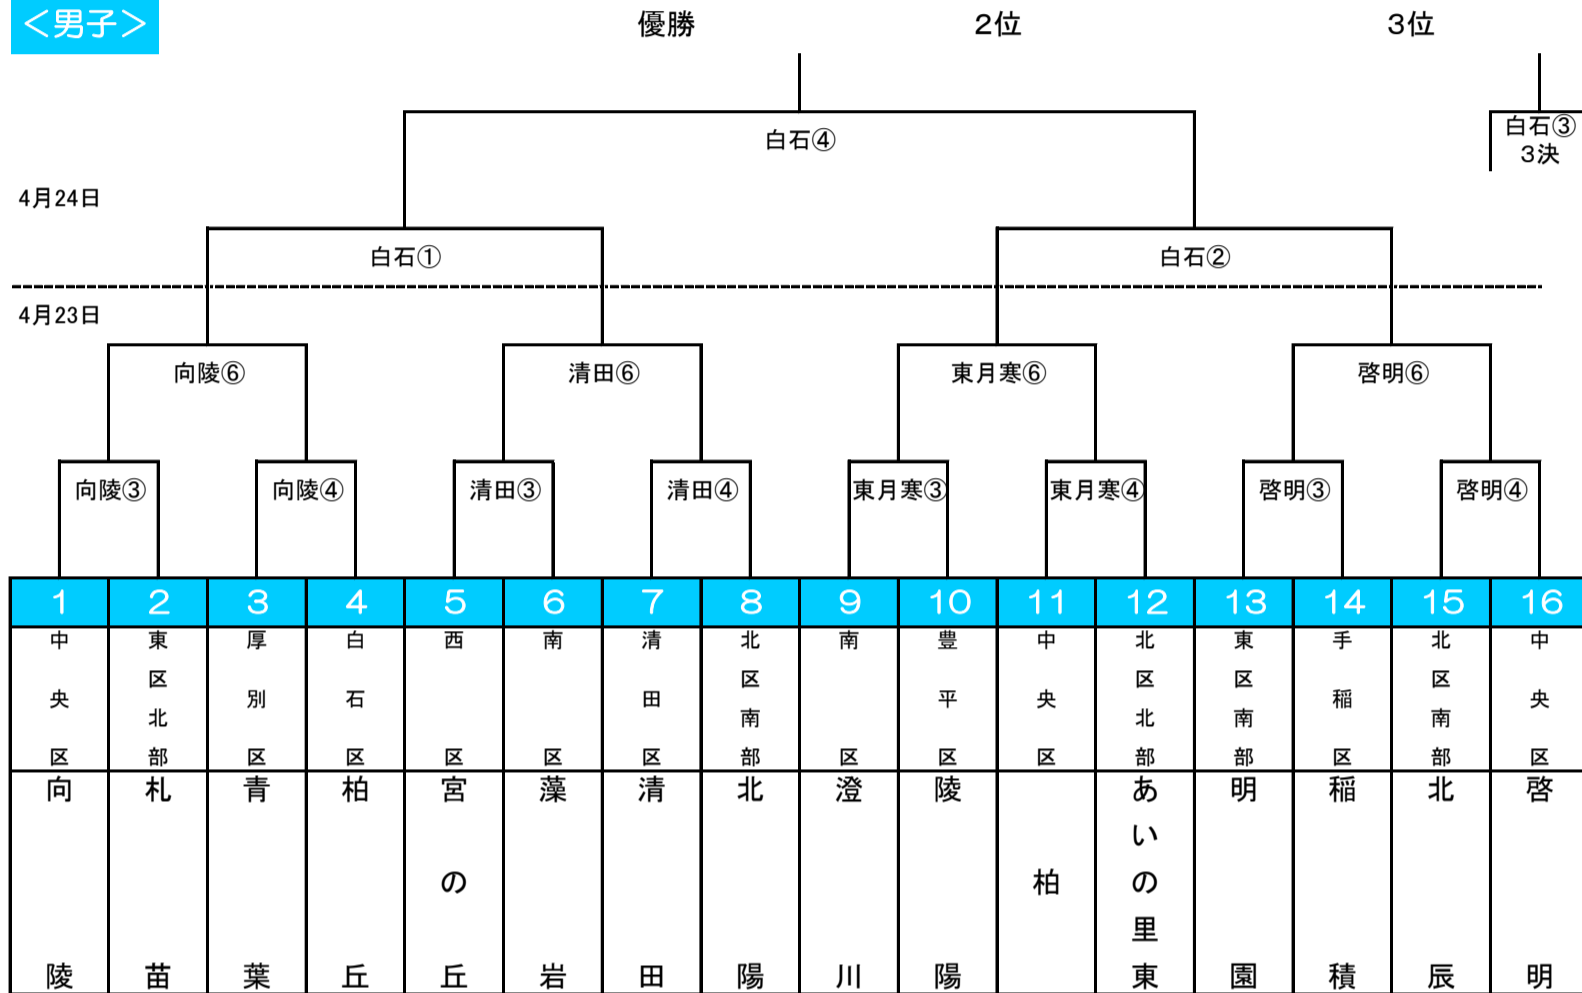 ＜男子＞
優勝 2位 3位
白石④
白石③
3決
4月24日
白石① 白石②
4月23日
向陵⑥ 清田⑥ 東月寒⑥ 啓明⑥
向陵③ 向陵④ 清田③ 清田④ 東月寒③ 東月寒④ 啓明③ 啓明④
1 2 3 4 5 6 7 8 9 10 11 12 13 14 15 16
中央区 東区北部 厚別区 白石区 西区 南区 清田区 北区南部 南区 豊平区 中央区 北区北部 東区南部 手稲区 北区南部 中央区
向陵 札苗 青葉 柏丘 宮の丘 藻岩 清田 北陽 澄川 陵陽 柏 あいの里東 明園 稲積 北辰 啓明